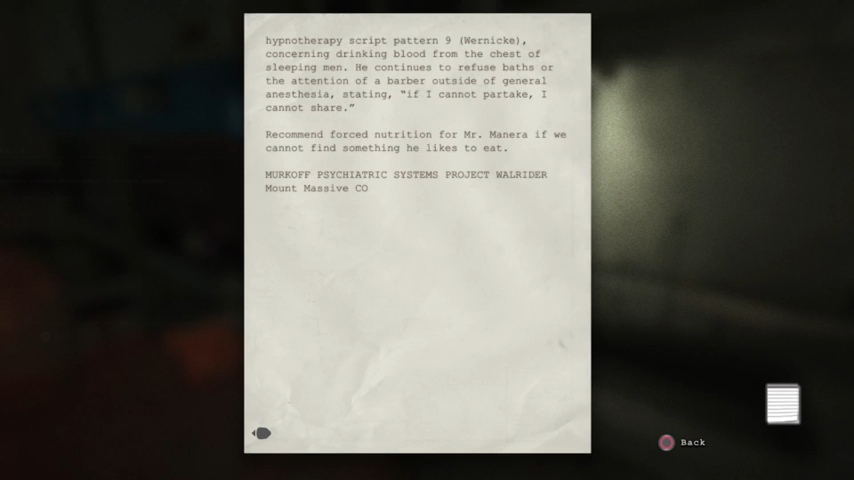 hypnotherapy script pattern 9 (Wernicke),
concerning drinking blood from the chest of
sleeping men. He continues to refuse baths or
the attention of a barber outside of general
anesthesia, stating, “if I cannot partake, I
cannot share.”
Recommend forced nutrition for Mr. Manera if we
cannot find something he likes to eat.
MURKOFF PSYCHIATRIC SYSTEMS PROJECT WALRIDER
Mount Massive CO
Back